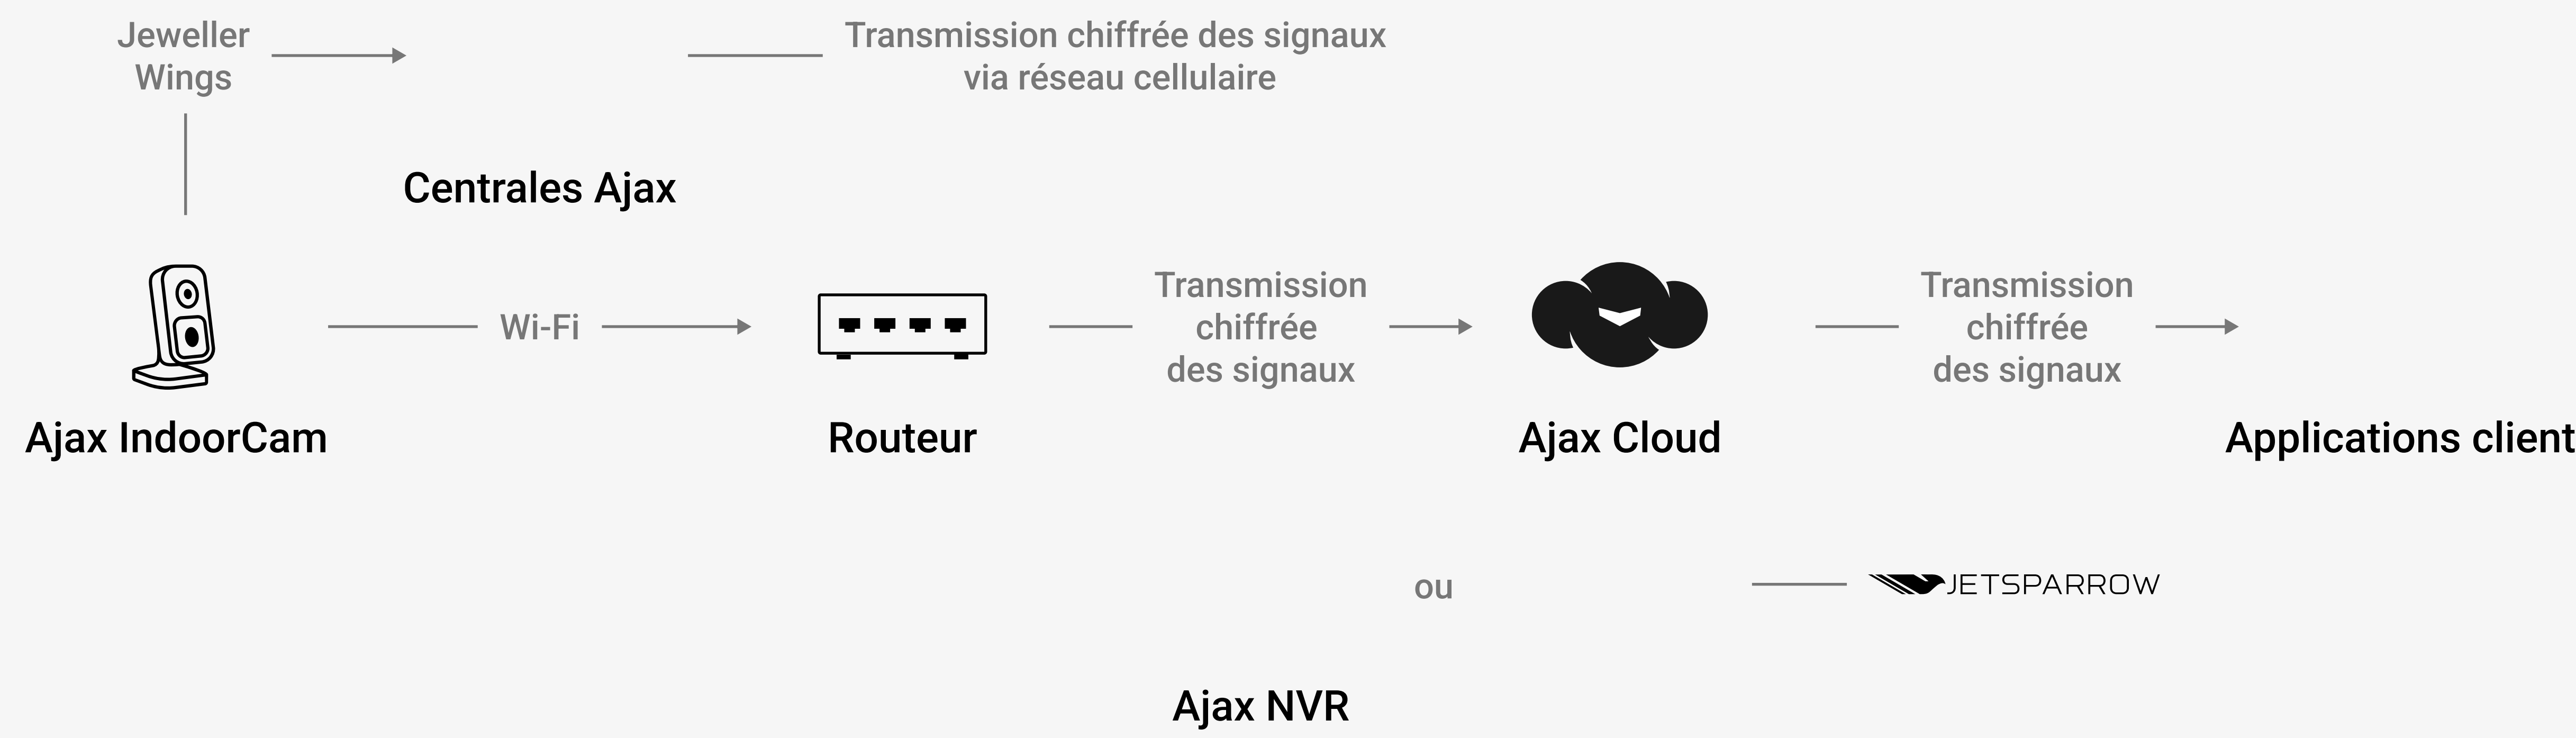 Jeweller
Wings
Transmission chiffrée des signaux
via réseau cellulaire
Centrales Ajax
Wi-Fi
Transmission
chiffrée
des signaux
Transmission
chiffrée
des signaux
Ajax IndoorCam
Routeur
Ajax Cloud
Applications client
ou
JETSPARROW
Ajax NVR